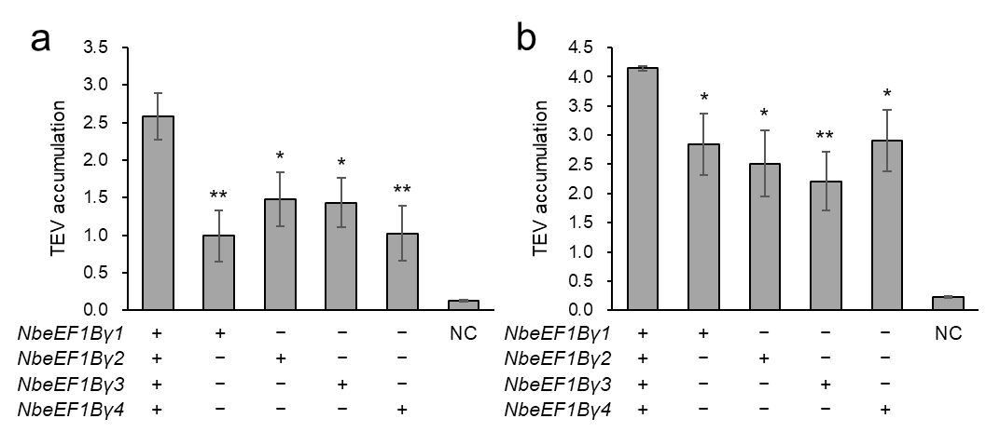 a
3.5
3.0
2.5
2.0
1.5
1.0
0.5
0.0
TEV accumulation
** * * **
NbeEF1Bγ1 + + − − − NC
NbeEF1Bγ2 + − + − −
NbeEF1Bγ3 + − − + −
NbeEF1Bγ4 + − − − +
b
4.5
4.0
3.5
3.0
2.5
2.0
1.5
1.0
0.5
0.0
TEV accumulation
* * ** *
NbeEF1Bγ1 + + − − − NC
NbeEF1Bγ2 + − + − −
NbeEF1Bγ3 + − − + −
NbeEF1Bγ4 + − − − +